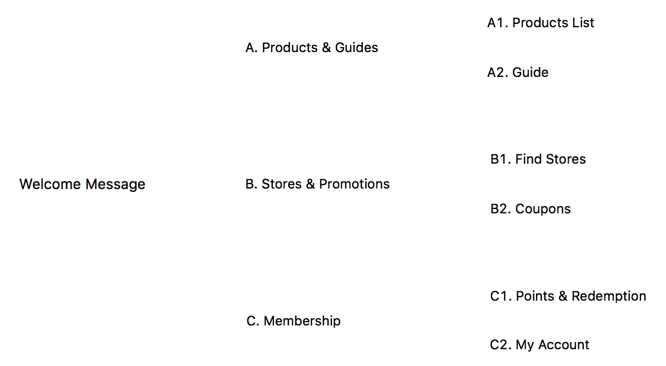 Welcome Message
A. Products & Guides
A1. Products List
A2. Guide
B. Stores & Promotions
B1. Find Stores
B2. Coupons
C. Membership
C1. Points & Redemption
C2. My Account